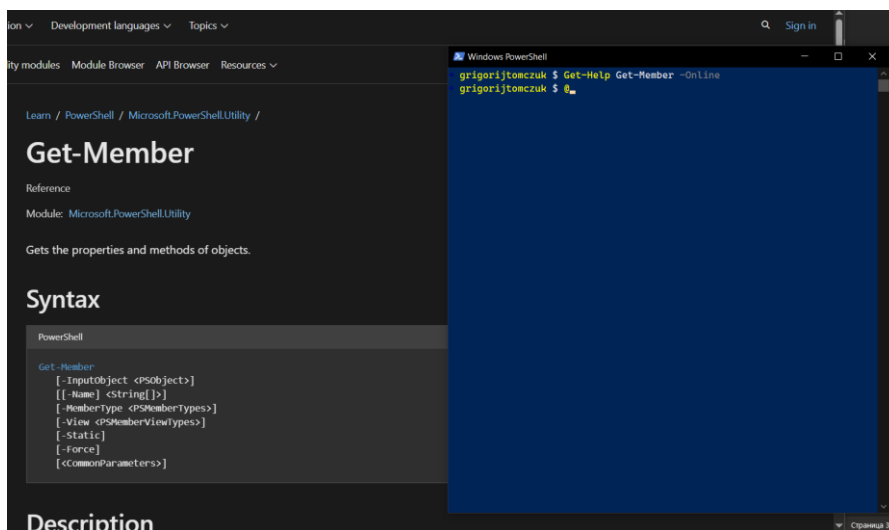 ion Development languages Topics Sign in
ity modules Module Browser API Browser Resources
Learn / PowerShell / Microsoft.PowerShell.Utility /
Get-Member
Reference
Module: Microsoft.PowerShell.Utility
Gets the properties and methods of objects.
Syntax
PowerShell
Get-Member
[-InputObject <PSObject>]
[[-Name] <String[]>]
[-MemberType <PSMemberTypes>]
[-View <PSMemberViewTypes>]
[-Static]
[-Force]
[<CommonParameters>]
Description
Windows PowerShell
grigorijtomczuk $ Get-Help Get-Member -Online
grigorijtomczuk $ @
Страница 3